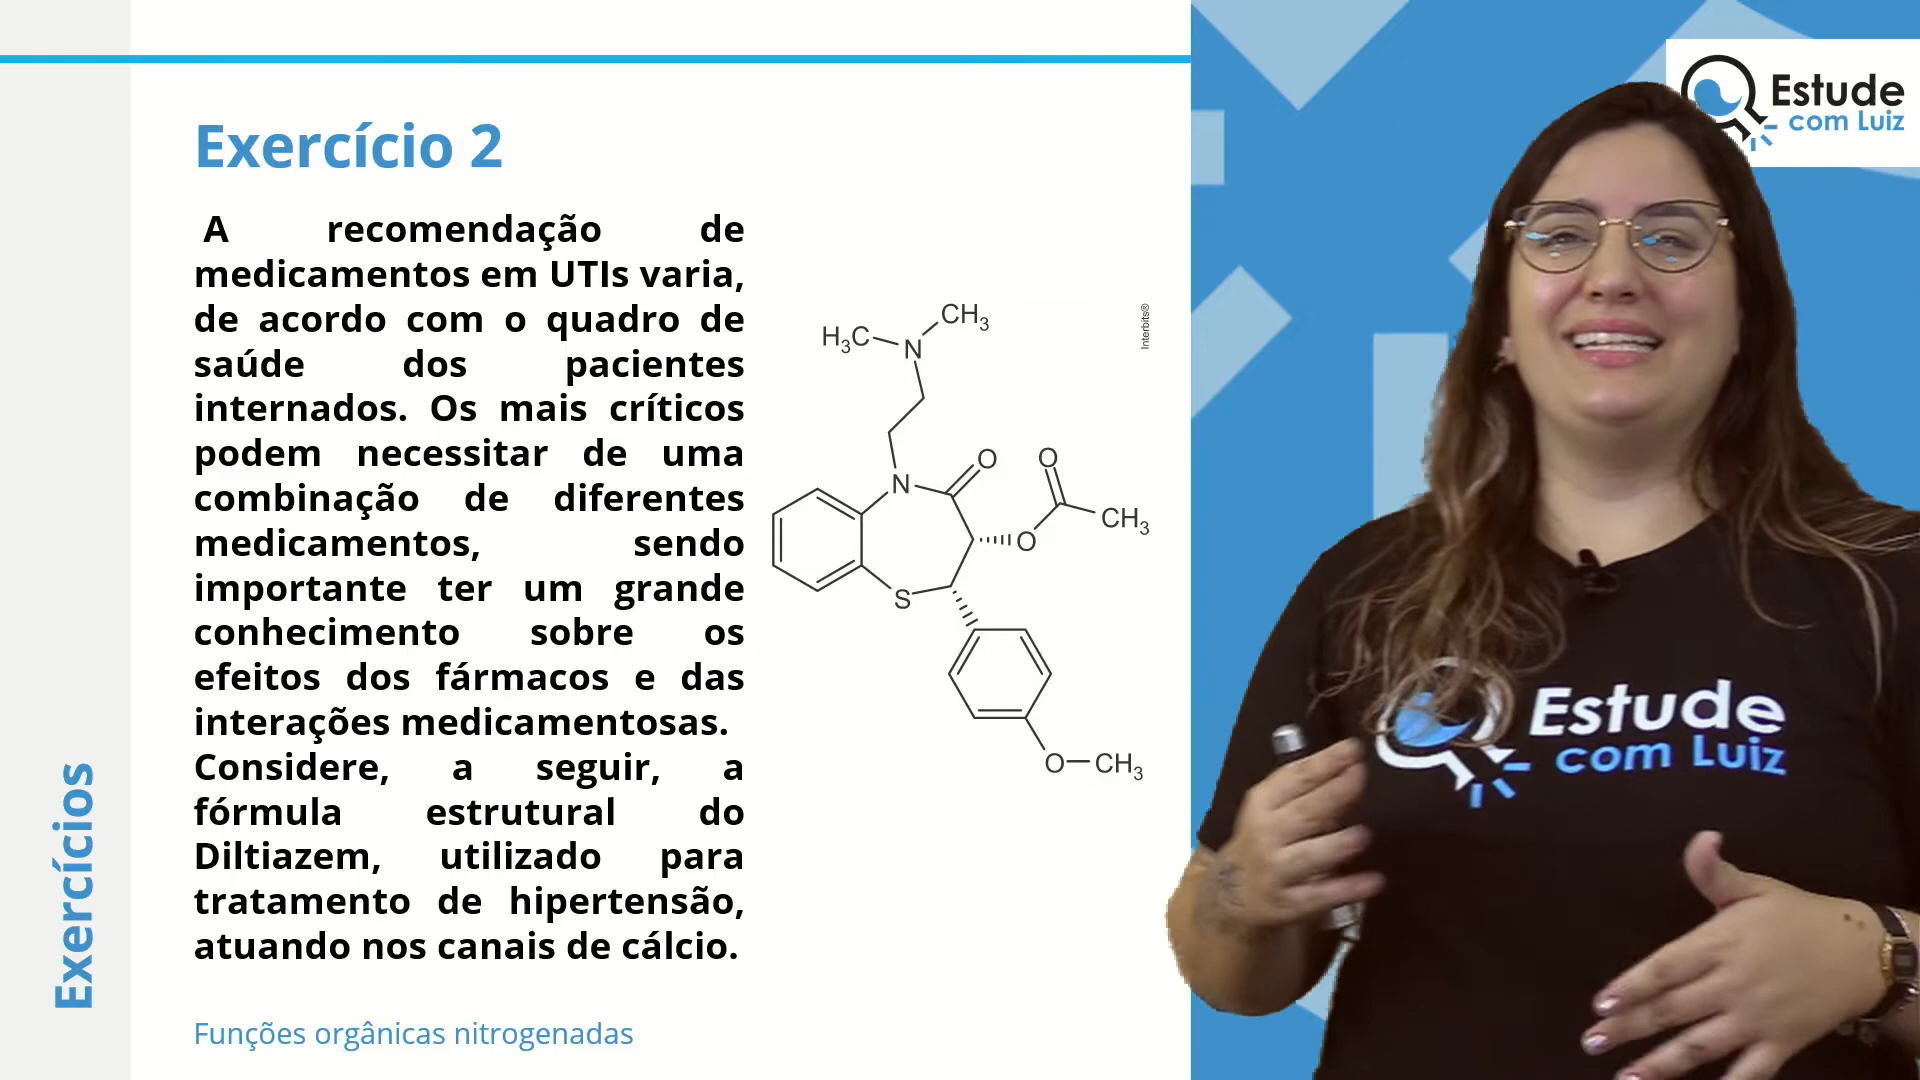 Exercício 2
A recomendação de
medicamentos em UTIs varia,
de acordo com o quadro de
saúde dos pacientes
internados. Os mais críticos
podem necessitar de uma
combinação de diferentes
medicamentos, sendo
importante ter um grande
conhecimento sobre os
efeitos dos fármacos e das
interações medicamentosas.
Considere, a seguir, a
fórmula estrutural do
Diltiazem, utilizado para
tratamento de hipertensão,
atuando nos canais de cálcio.
Funções orgânicas nitrogenadas
Exercícios
H₃C
CH₃
N
N
O
O
CH₃
O
S
O—CH₃
Interbits®
Estude
com Luiz
Estude
com Luiz